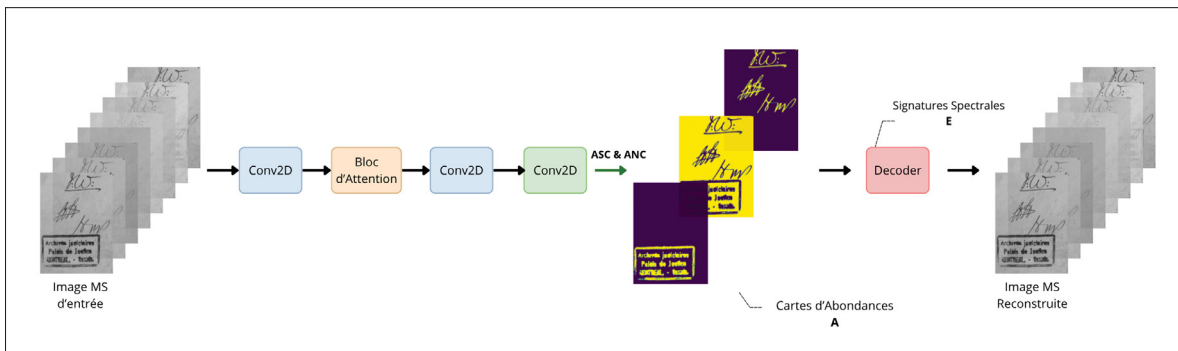 Image MS
d'entrée
Conv2D
Bloc
d'Attention
Conv2D
Conv2D
ASC & ANC
J.W.
Archives judiciaires
Palais de Justice
MONTREAL. -
Cartes d'Abondances
A
Signatures Spectrales
E
Decoder
Image MS
Reconstruite